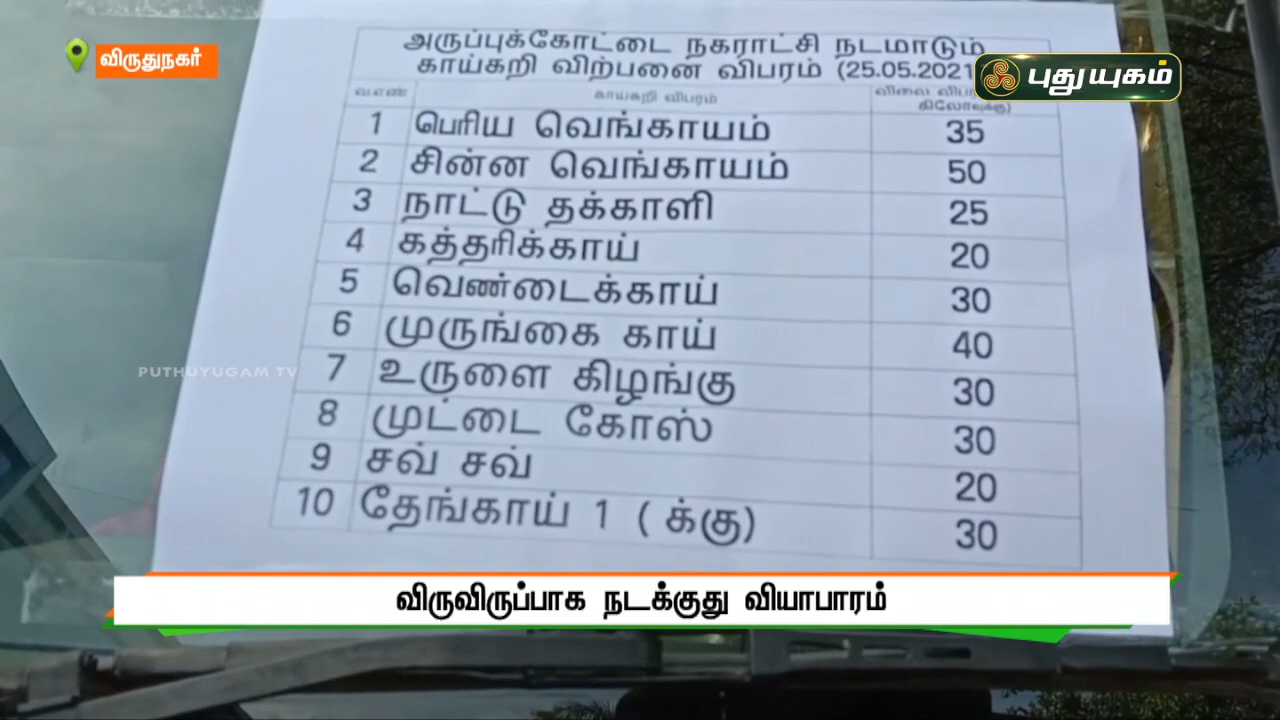 விருதுநகர்
புதுயுகம்
அருப்புக்கோட்டை நகராட்சி நடமாடும்
காய்கறி விற்பனை விபரம் (25.05.2021
வ.எண் காய்கறி விபரம் விலை கிலோவுக்கு)
1 பெரிய வெங்காயம் 35
2 சின்ன வெங்காயம் 50
3 நாட்டு தக்காளி 25
4 கத்தரிக்காய் 20
5 வெண்டைக்காய் 30
6 முருங்கை காய் 40
7 உருளை கிழங்கு 30
8 முட்டை கோஸ் 30
9 சவ் சவ் 20
10 தேங்காய் 1 ( க்கு) 30
PUTHUYUGAM TV
விருவிருப்பாக நடக்குது வியாபாரம்